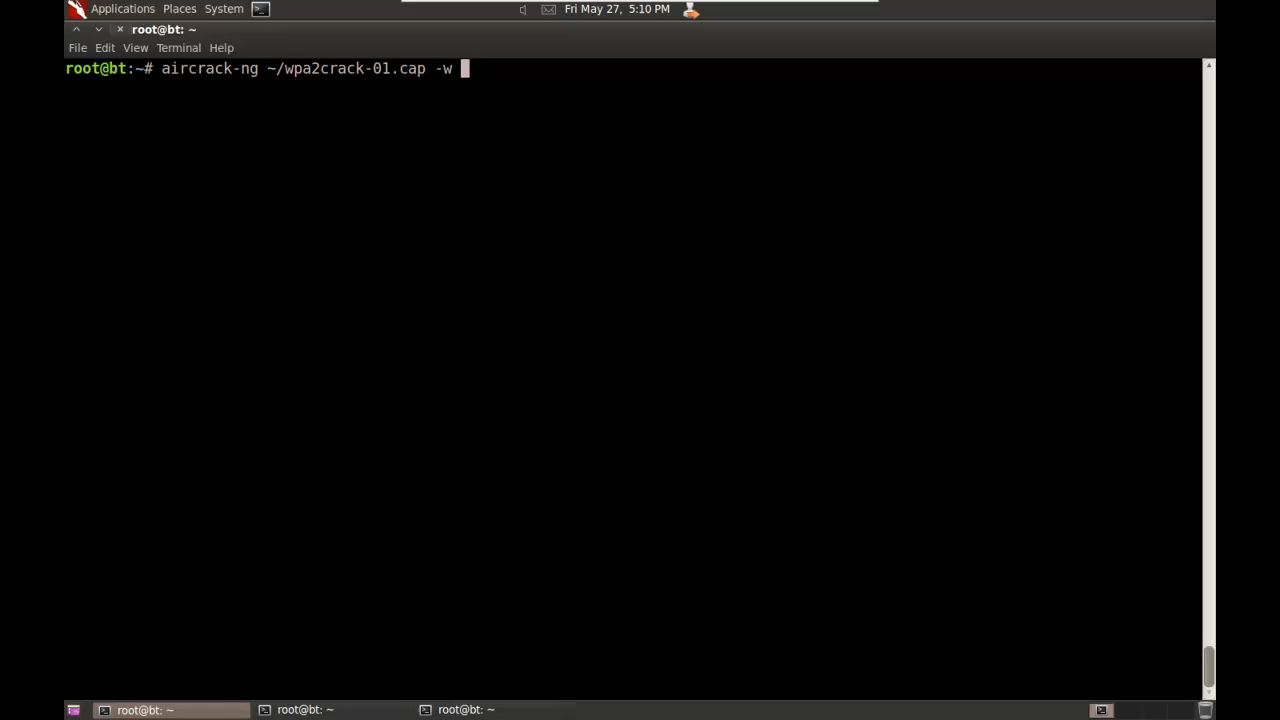 Applications Places System Fri May 27, 5:10 PM
root@bt: ~
File Edit View Terminal Help
root@bt:~# aircrack-ng ~/wpa2crack-01.cap -w
root@bt: ~ root@bt: ~ root@bt: ~